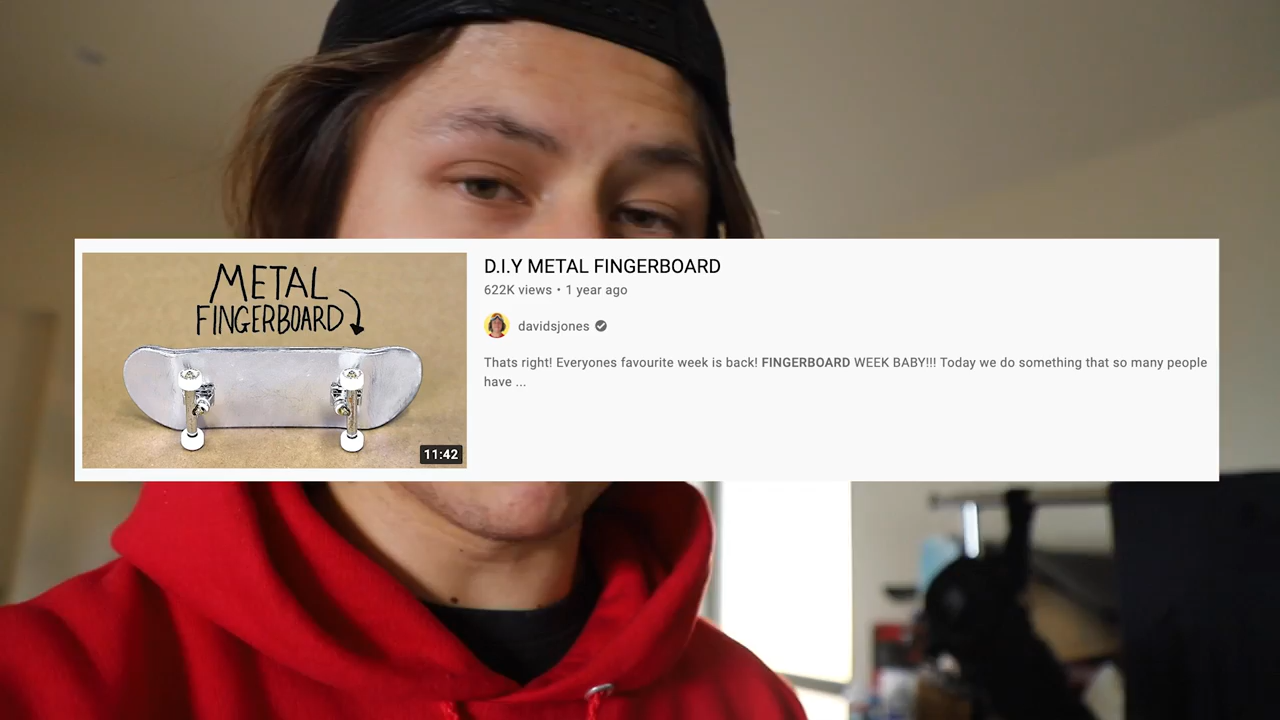 METAL
FINGERBOARD
11:42
D.I.Y METAL FINGERBOARD
622K views • 1 year ago
davidsjones
Thats right! Everyones favourite week is back! FINGERBOARD WEEK BABY!!! Today we do something that so many people
have ...